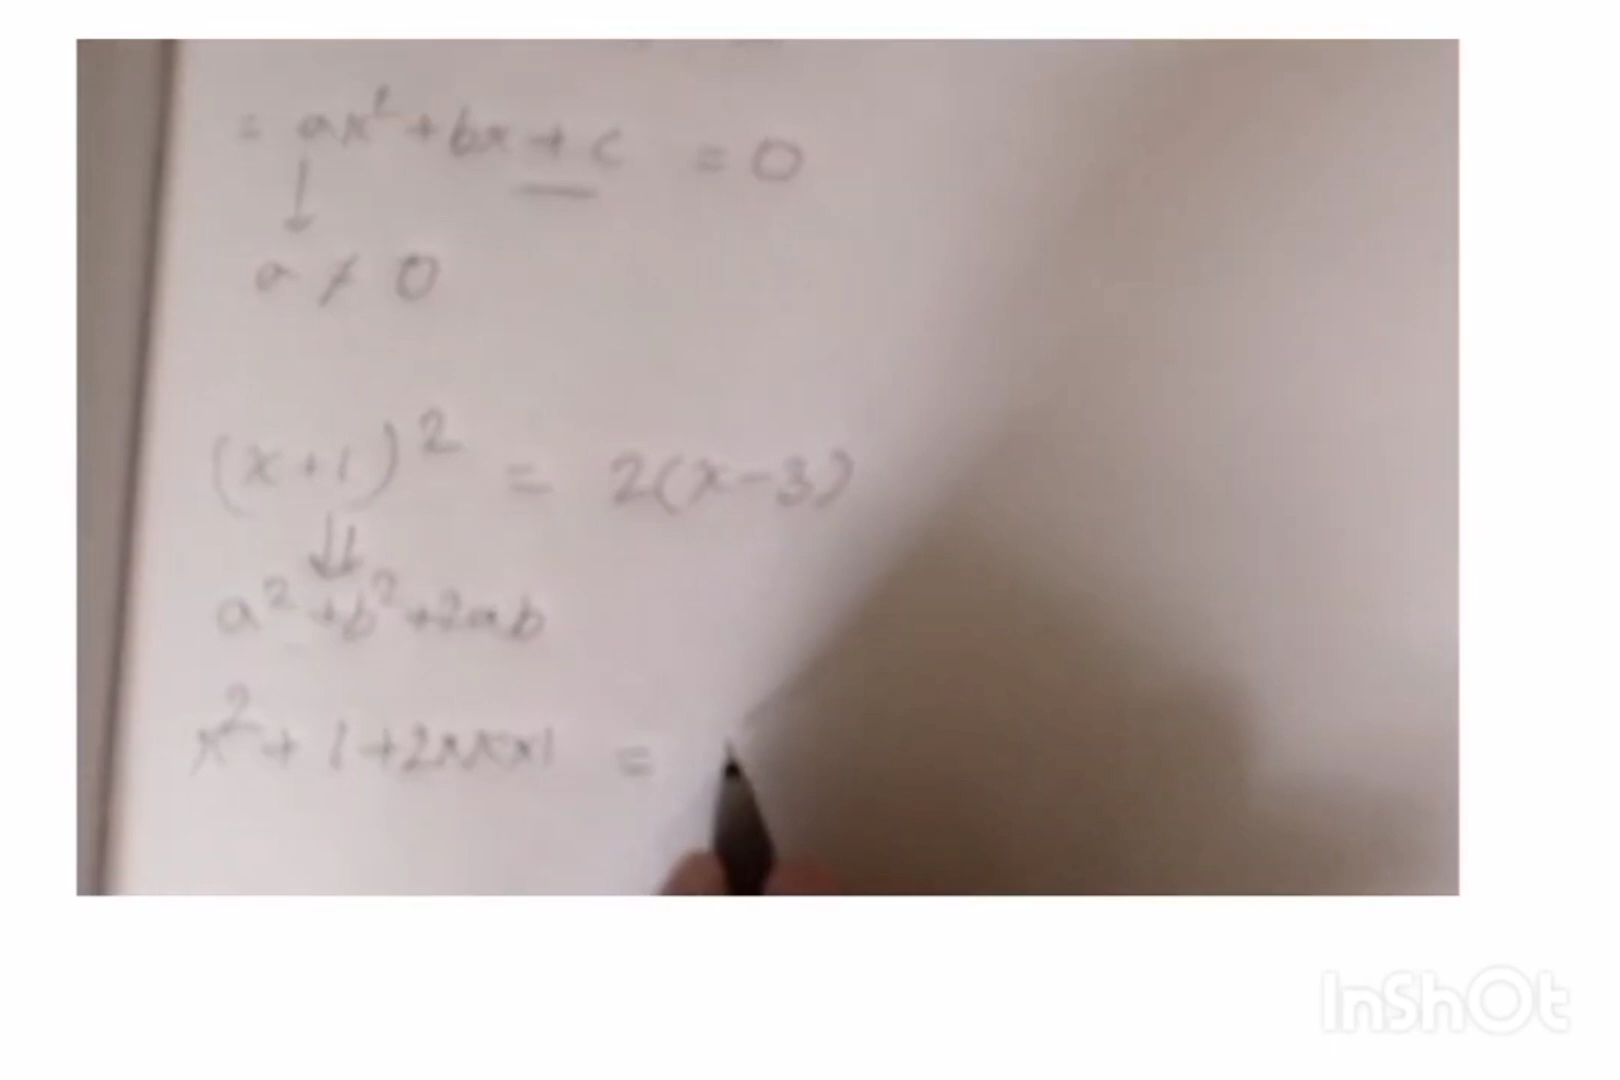 = ax² + bx + c = 0
↓
a ≠ 0
(x+1)² = 2(x-3)
⇓
a² + b² + 2ab
x² + 1 + 2×x×1 =
InShOt